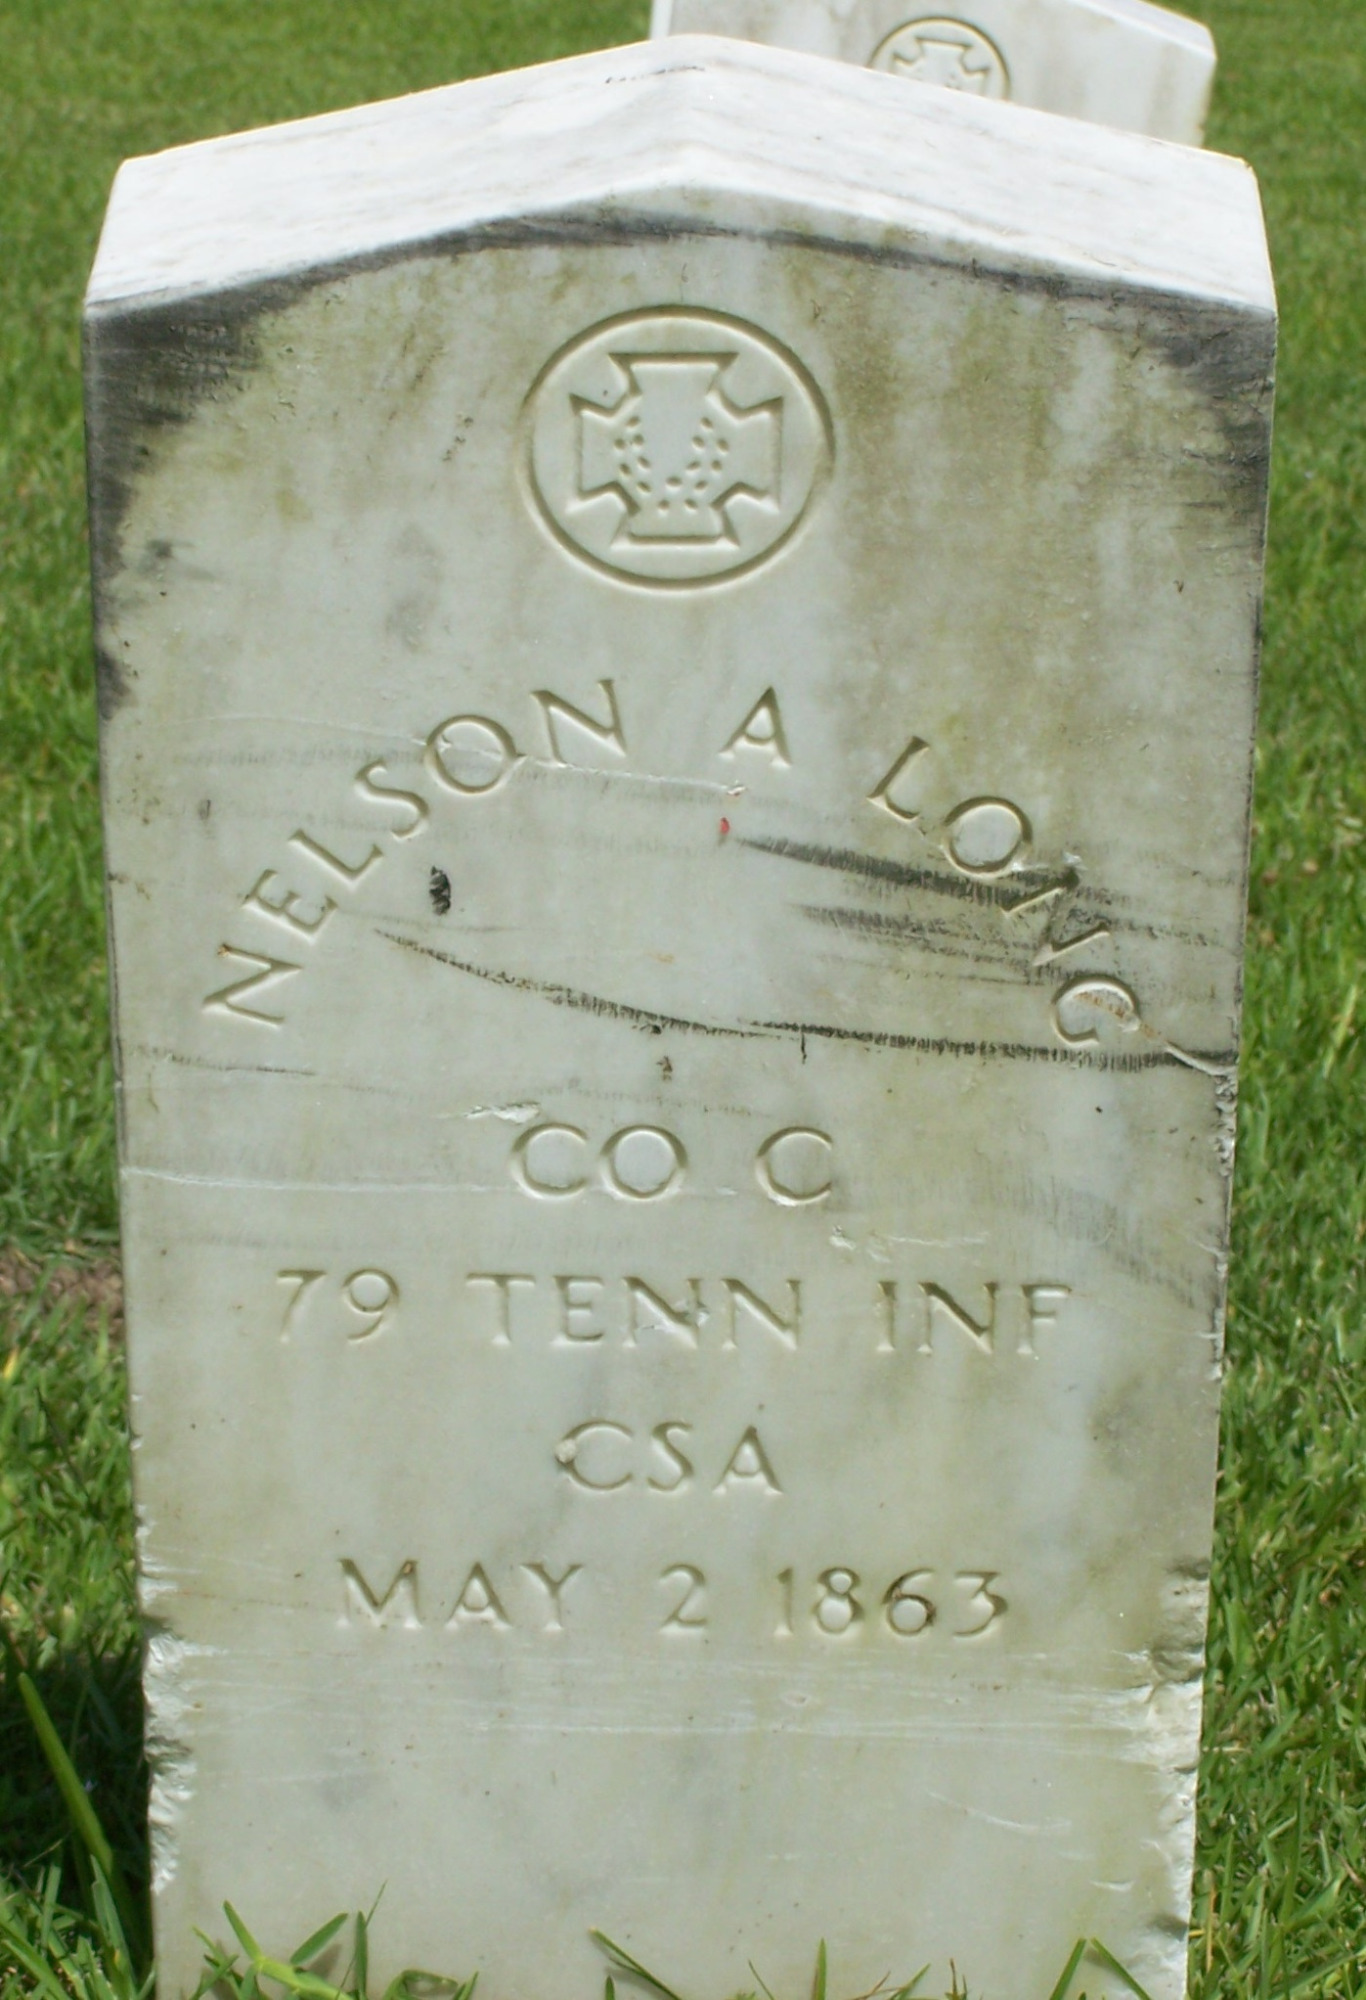 NELSON A LONG
CO C
79 TENN INF
CSA
MAY 2 1863